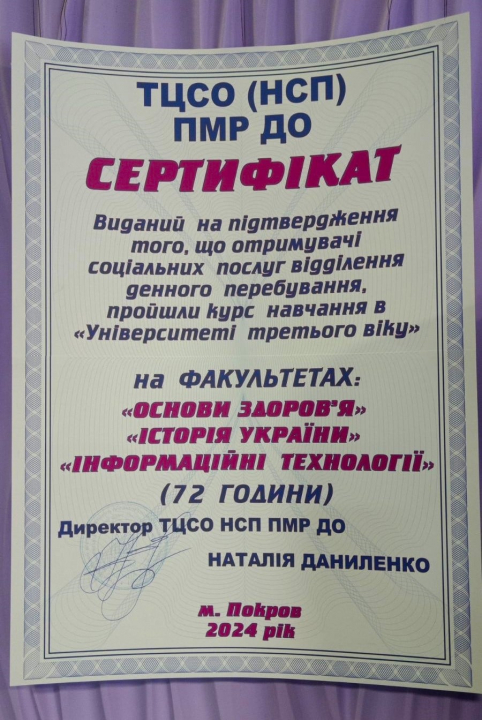 ТЦСО (НСП)
ПМР ДО
СЕРТИФІКАТ
Виданий на підтвердження
того, що отримувачі
соціальних послуг відділення
денного перебування,
пройшли курс навчання в
«Університеті третього віку»
на ФАКУЛЬТЕТАХ:
«ОСНОВИ ЗДОРОВ'Я»
«ІСТОРІЯ УКРАЇНИ»
«ІНФОРМАЦІЙНІ ТЕХНОЛОГІЇ»
(72 ГОДИНИ)
Директор ТЦСО НСП ПМР ДО
НАТАЛІЯ ДАНИЛЕНКО
м. Покров
2024 рік